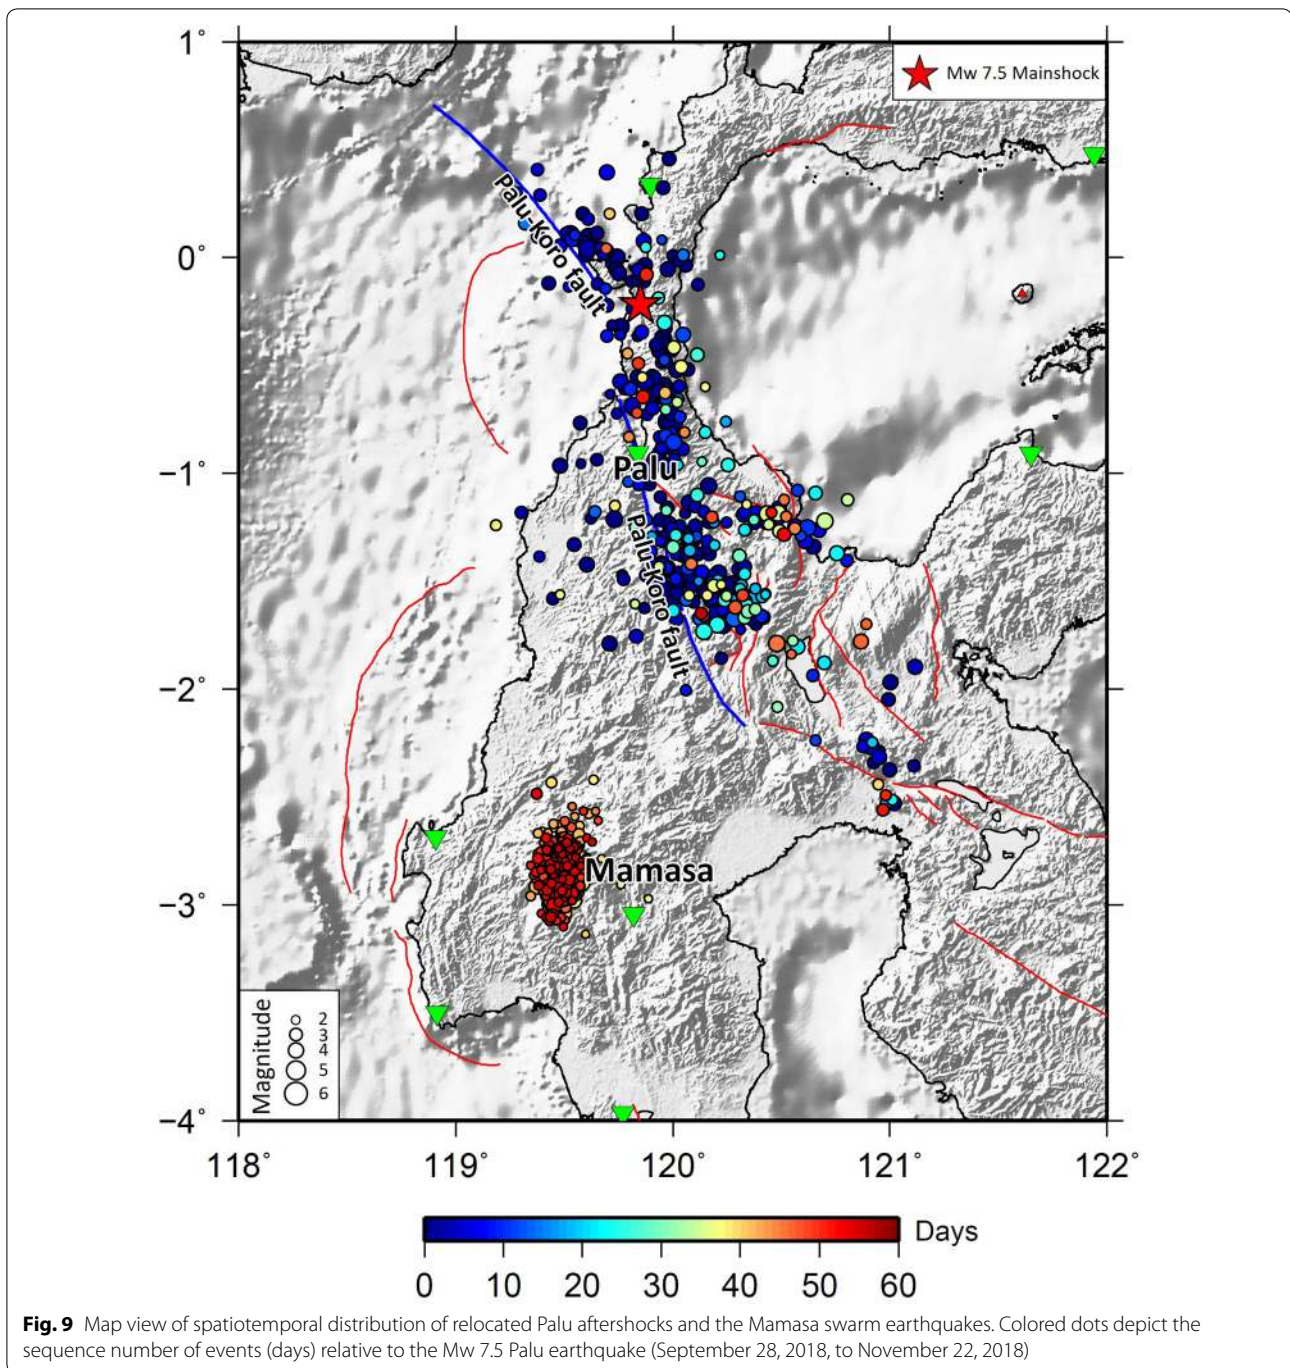 1°
Mw 7.5 Mainshock
Palu-Koro fault
0°
−1°
Palu
Palu-Koro fault
−2°
Mamasa
−3°
Magnitude
2
3
4
5
6
−4°
118° 119° 120° 121° 122°
Days
0 10 20 30 40 50 60
Fig. 9 Map view of spatiotemporal distribution of relocated Palu aftershocks and the Mamasa swarm earthquakes. Colored dots depict the
sequence number of events (days) relative to the Mw 7.5 Palu earthquake (September 28, 2018, to November 22, 2018)